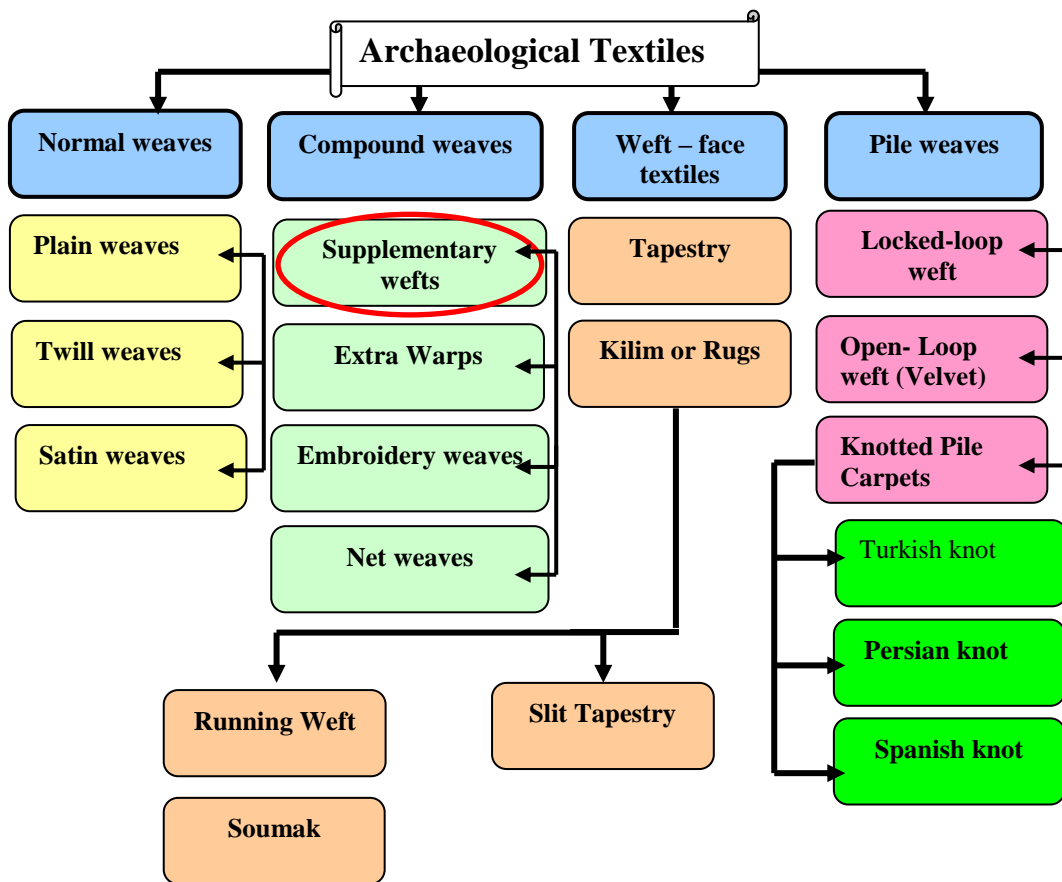 Archaeological Textiles
Normal weaves
Compound weaves
Weft – face
textiles
Pile weaves
Plain weaves
Twill weaves
Satin weaves
Supplementary
wefts
Extra Warps
Embroidery weaves
Net weaves
Tapestry
Kilim or Rugs
Running Weft
Slit Tapestry
Soumak
Locked-loop
weft
Open- Loop
weft (Velvet)
Knotted Pile
Carpets
Turkish knot
Persian knot
Spanish knot